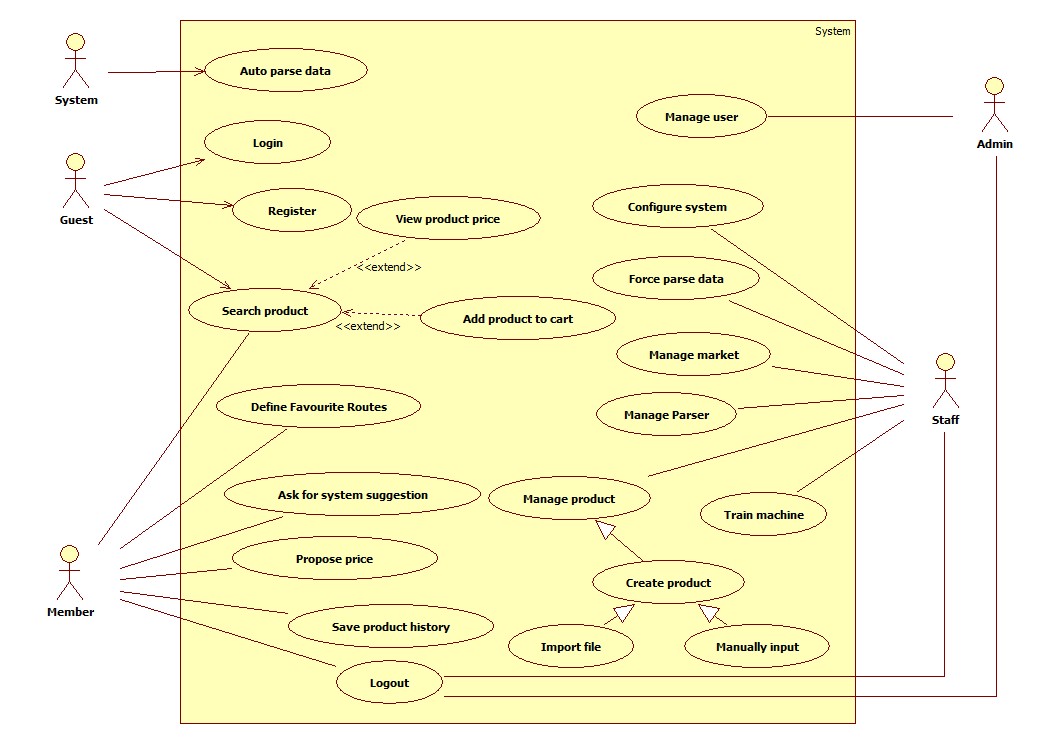 System
System
Auto parse data
Manage user
Admin
Login
Guest
Register
View product price
Configure system
<<extend>>
Force parse data
Search product
Add product to cart
<<extend>>
Manage market
Define Favourite Routes
Manage Parser
Staff
Ask for system suggestion
Manage product
Train machine
Propose price
Create product
Member
Save product history
Import file
Manually input
Logout